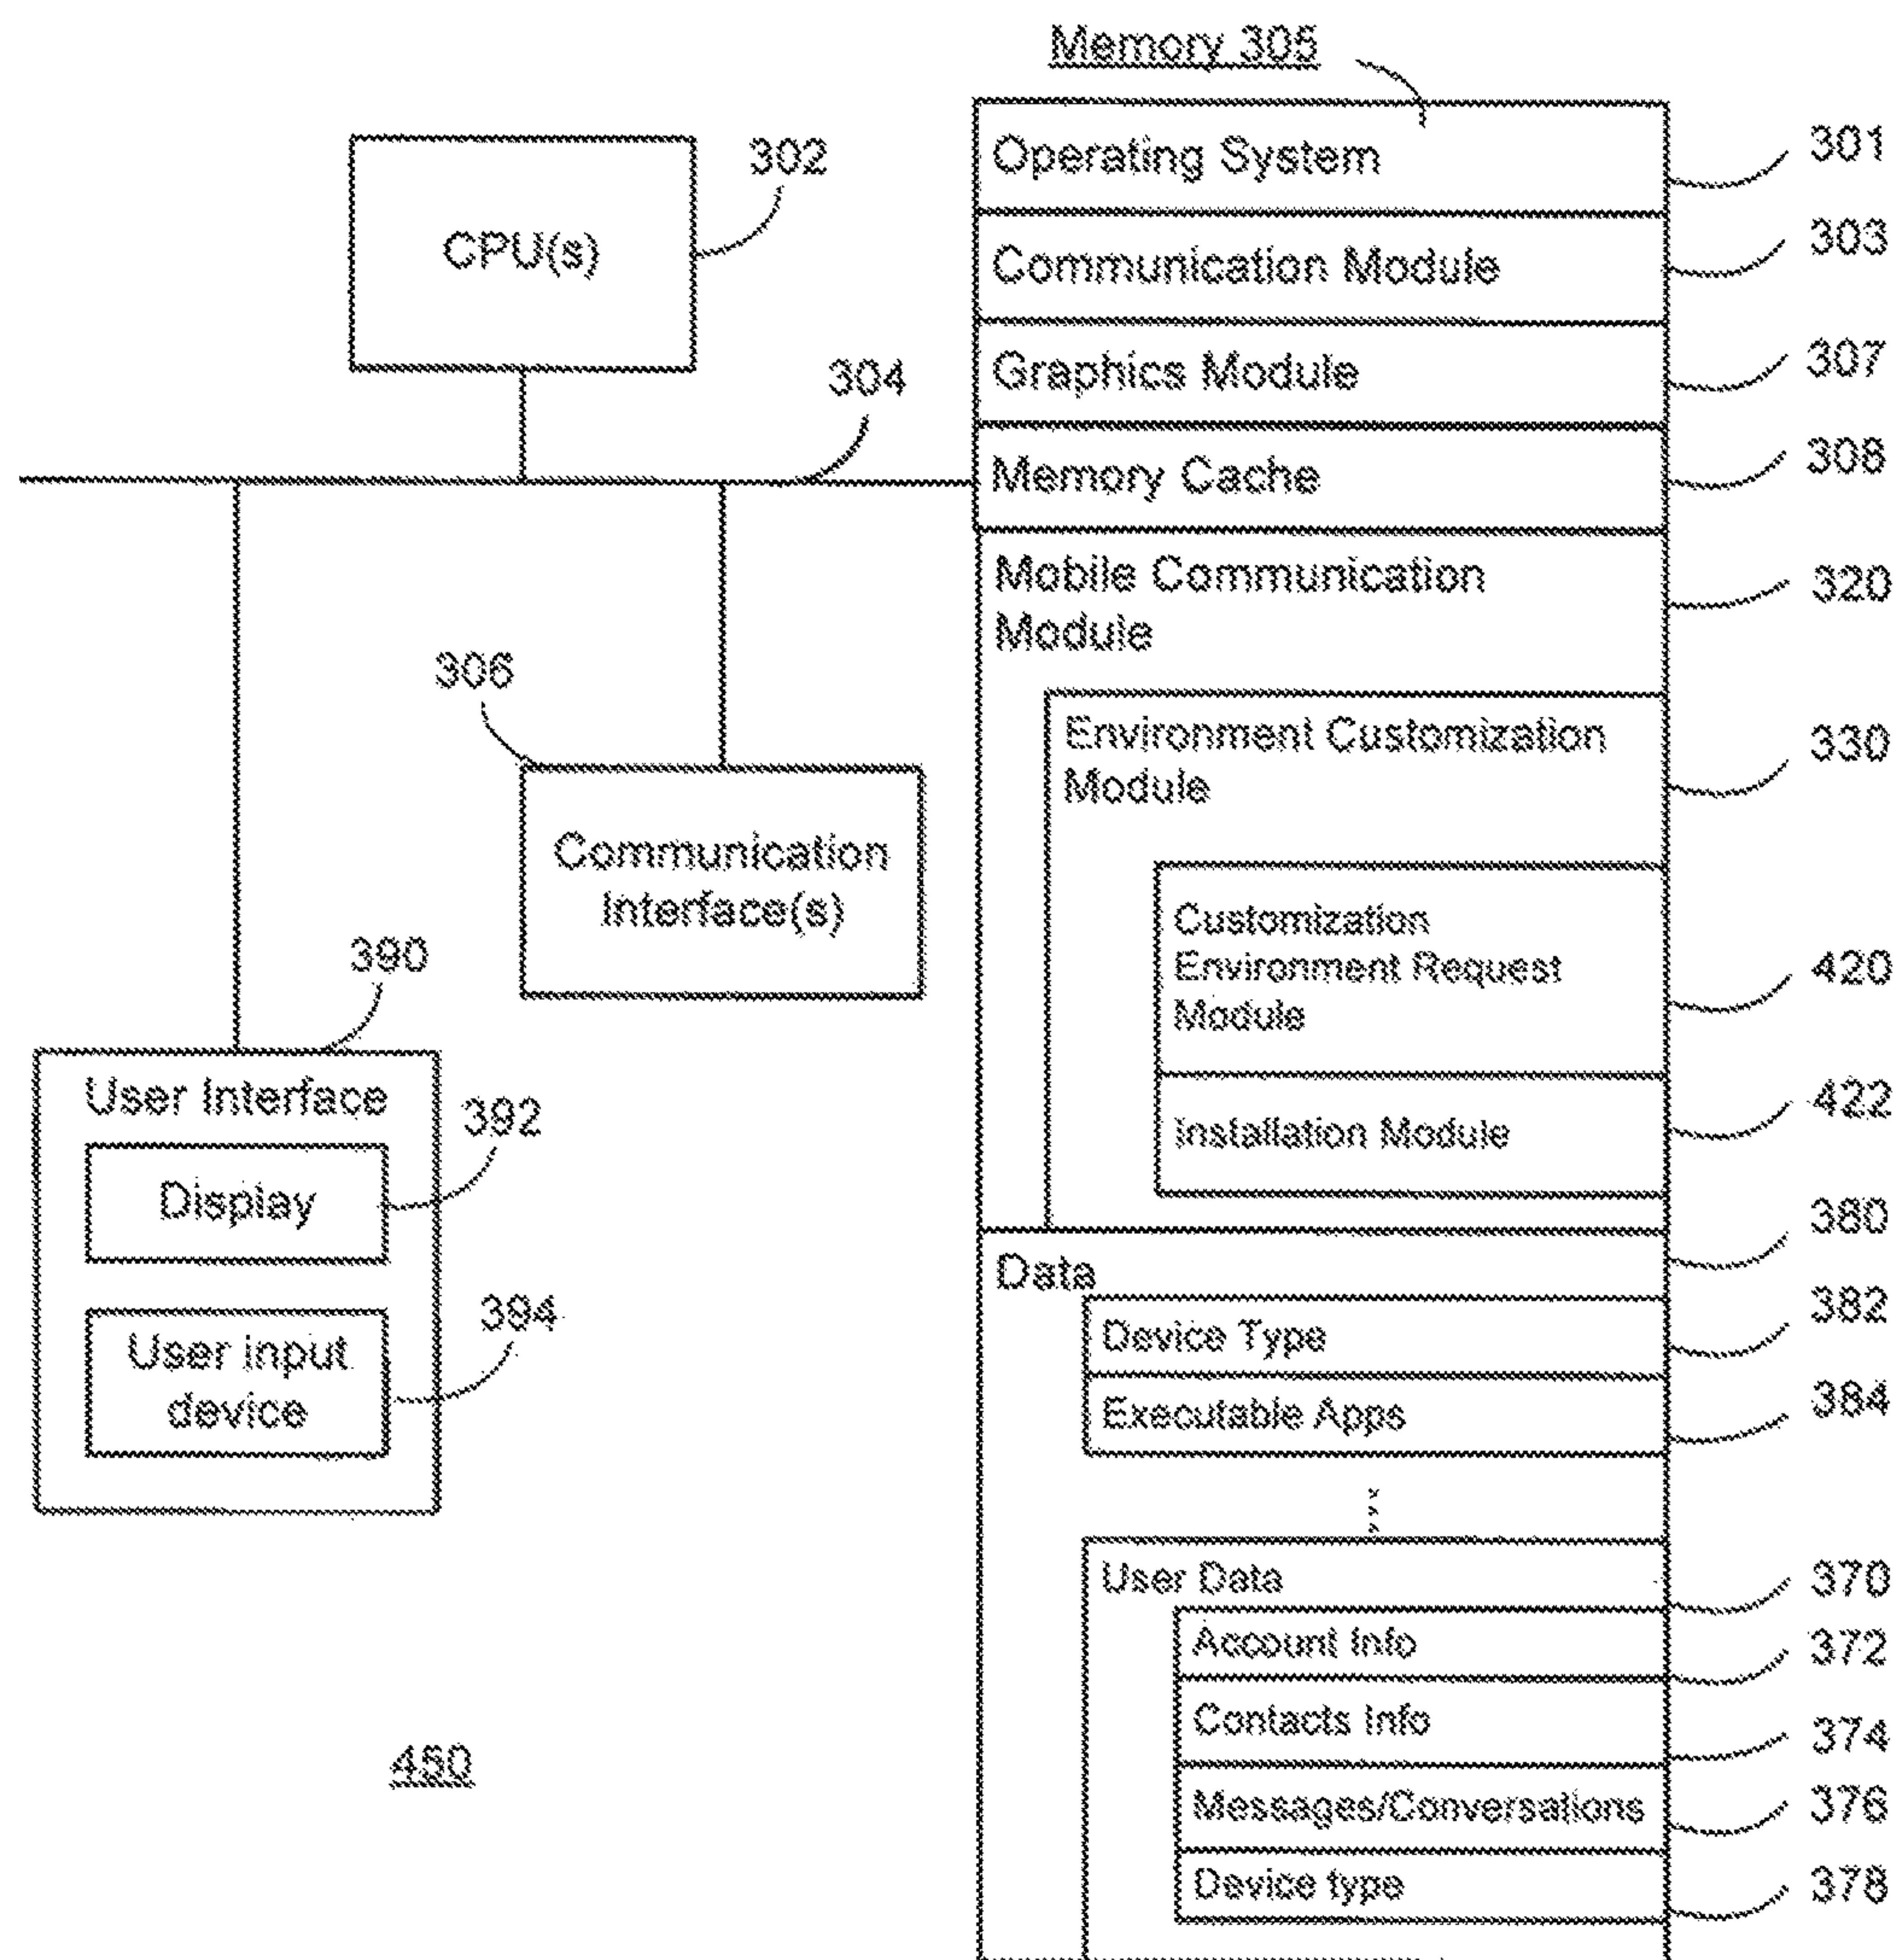 Memory 305
Operating System
301
CPU(s)
302
Communication Module
303
Graphics Module
307
304
Memory Cache
308
Mobile Communication
Module
320
306
Environment Customization
Module
330
Communication
Interface(s)
Customization
Environment Request
Module
420
390
User Interface
392
Installation Module
422
Display
380
Data
382
Device Type
394
User input
device
Executable Apps
384
User Data
370
Account Info
372
Contacts Info
374
450
Messages/Conversations
376
Device type
378